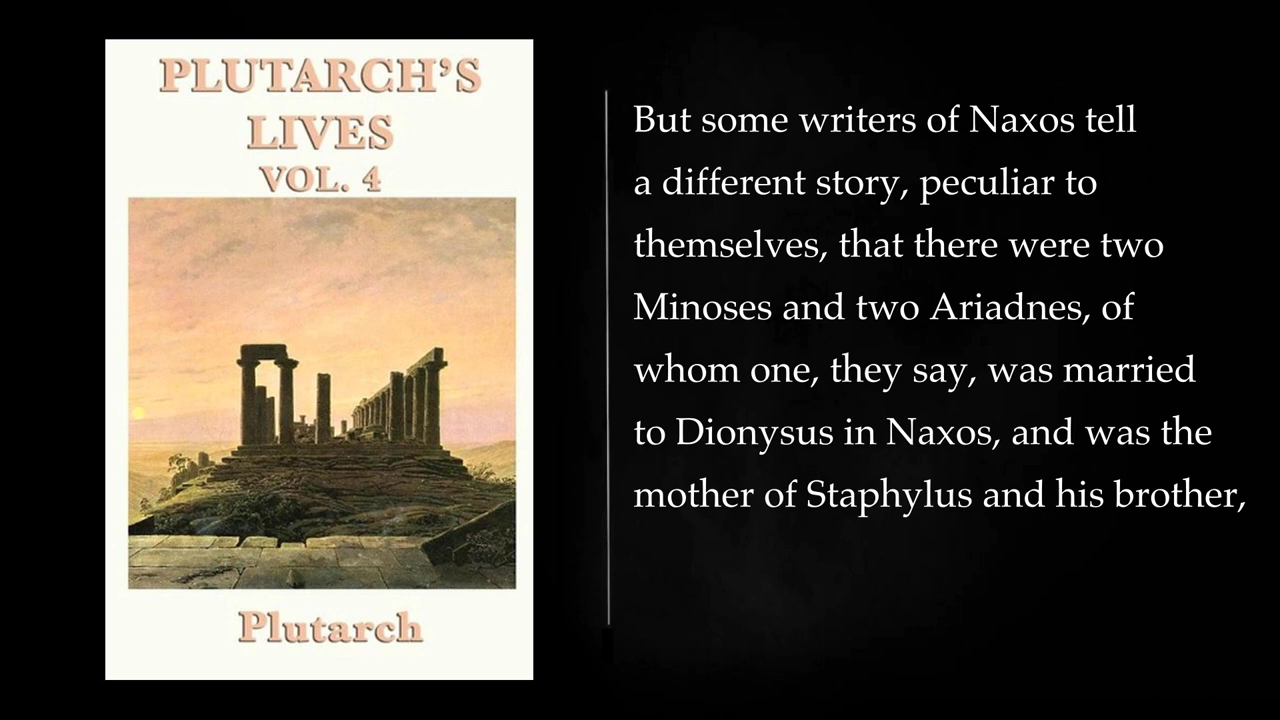 PLUTARCH'S
LIVES
VOL. 4
Plutarch
But some writers of Naxos tell
a different story, peculiar to
themselves, that there were two
Minoses and two Ariadnes, of
whom one, they say, was married
to Dionysus in Naxos, and was the
mother of Staphylus and his brother,